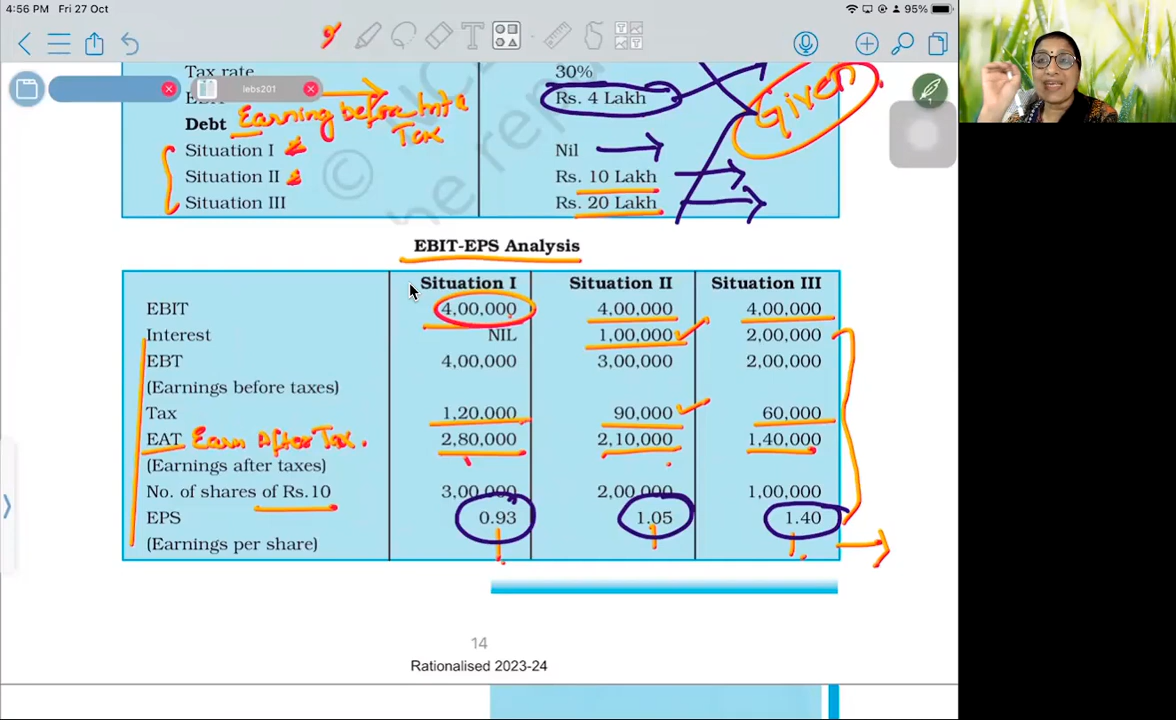 4:56 PM Fri 27 Oct 95%
lebs201
Tax rate 30%
Rs. 4 Lakh
Earning before Inte
Tax
Given
Debt
Situation I Nil
Situation II Rs. 10 Lakh
Situation III Rs. 20 Lakh
©
he re
EBIT-EPS Analysis
Situation I Situation II Situation III
EBIT 4,00,000 4,00,000 4,00,000
Interest NIL 1,00,000 2,00,000
EBT 4,00,000 3,00,000 2,00,000
(Earnings before taxes)
Tax 1,20,000 90,000 60,000
EAT Earn After Tax. 2,80,000 2,10,000 1,40,000
(Earnings after taxes)
No. of shares of Rs.10 3,00,000 2,00,000 1,00,000
EPS 0.93 1.05 1.40
(Earnings per share)
14
Rationalised 2023-24